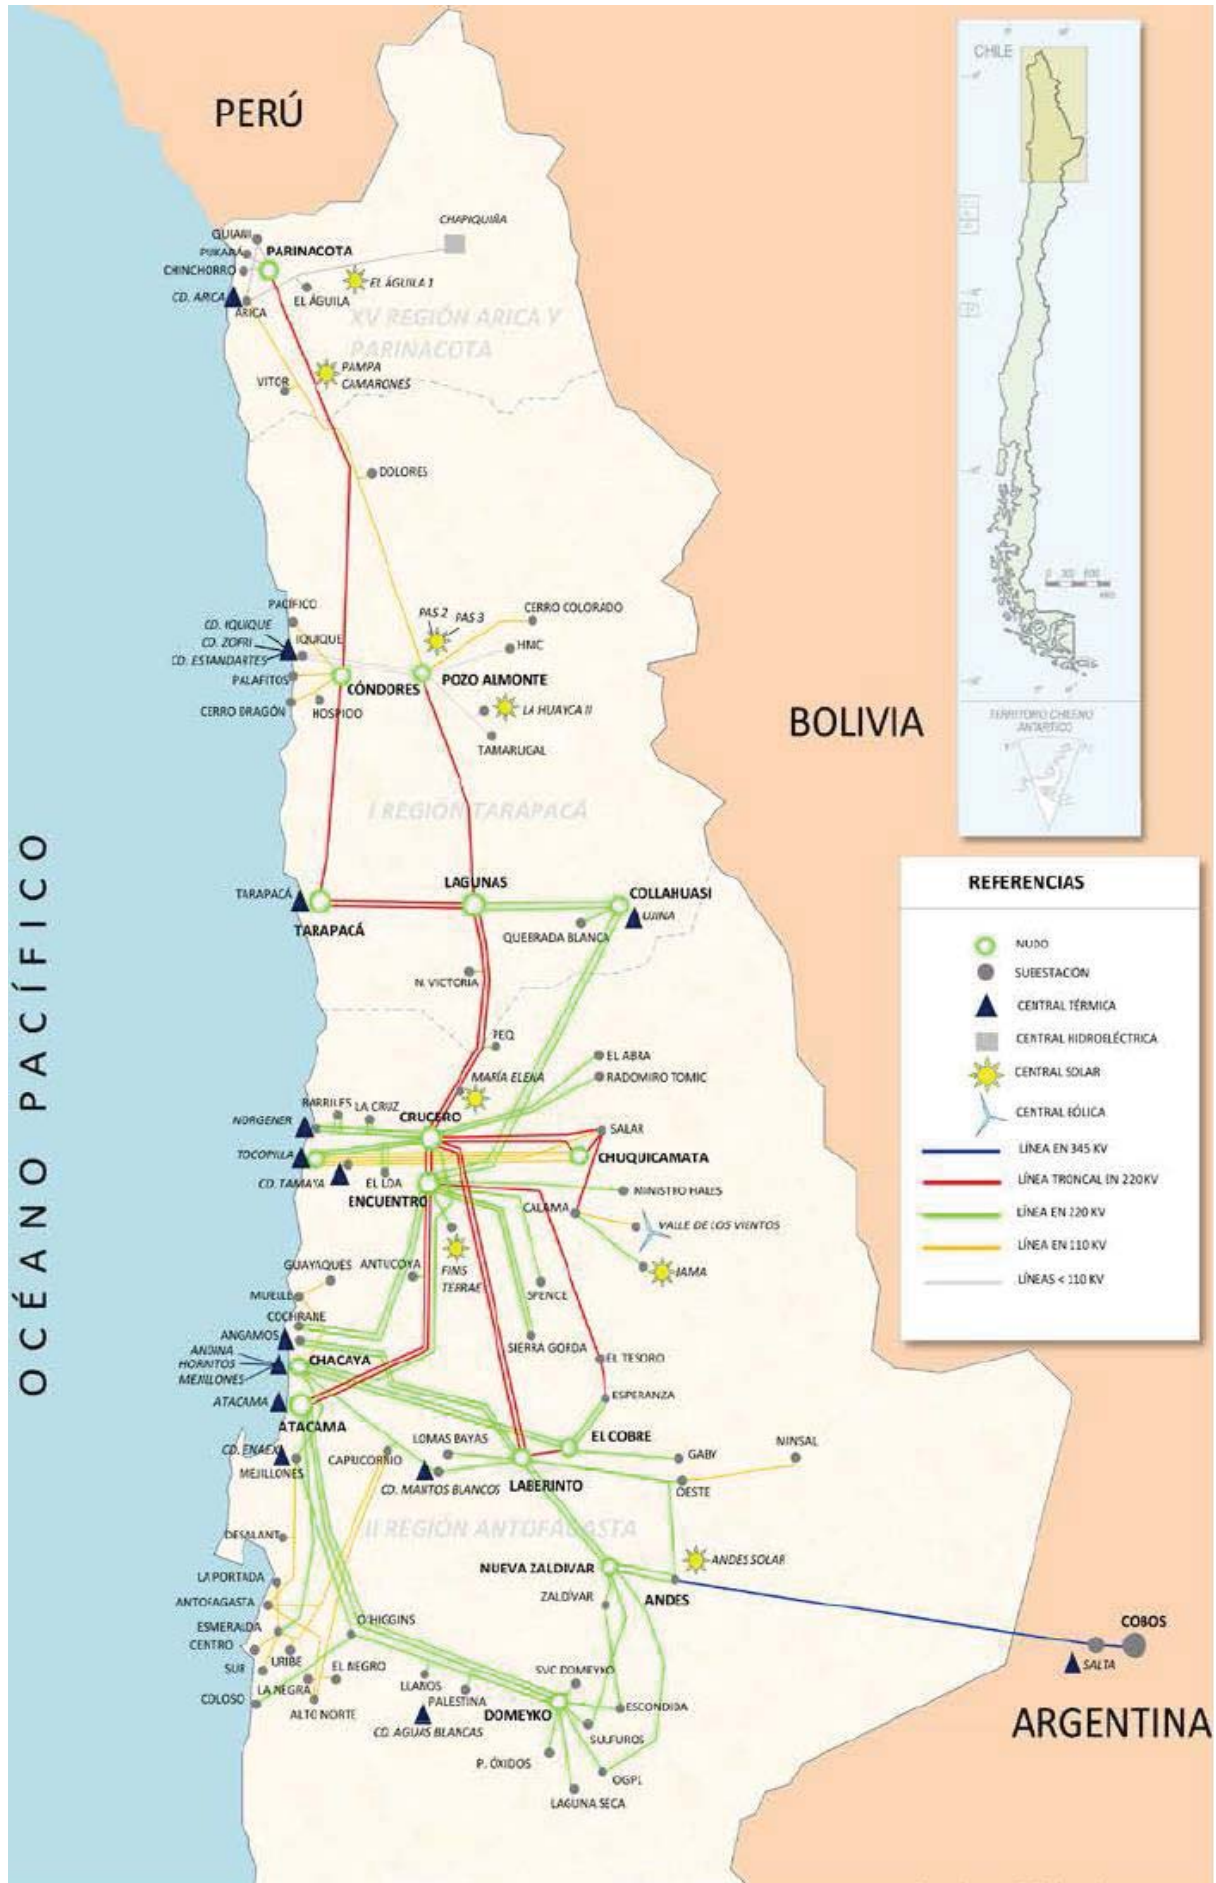 PERÚ
CHILE
CHAPIQUIÑA
GUIANI
PUKARÁ
PARINACOTA
CHINCHORRO
EL ÁGUILA 1
CD. ARICA
EL ÁGUILA
ARICA
XV REGIÓN ARICA Y
PARINACOTA
PAMPA
CAMARONES
VITOR
DOLORES
PACÍFICO
CD. IQUIQUE
CD. ZOFRI
IQUIQUE
CD. ESTANDARTES
PALAFITOS
CERRO DRAGÓN
HOSPICIO
CÓNDORES
PAS 2
PAS 3
CERRO COLORADO
HMC
POZO ALMONTE
LA HUAYCA II
TAMARUGAL
BOLIVIA
TERRITORIO CHILENO
ANTÁRTICO
I REGIÓN TARAPACÁ
OCÉANO PACÍFICO
TARAPACÁ
TARAPACÁ
LAGUNAS
COLLAHUASI
UJINA
QUEBRADA BLANCA
N. VICTORIA
REFERENCIAS
NUDO
SUBESTACIÓN
CENTRAL TÉRMICA
CENTRAL HIDROELÉCTRICA
CENTRAL SOLAR
CENTRAL EÓLICA
LÍNEA EN 345 KV
LÍNEA TRONCAL EN 220KV
LÍNEA EN 220 KV
LÍNEA EN 110 KV
LÍNEAS < 110 KV
EL ABRA
RADOMIRO TOMIC
MARÍA ELENA
BARRILES
LA CRUZ
CRUCERO
NORGENER
SALAR
TOCOPILLA
CHUQUICAMATA
CD. TAMAYA
EL LOA
ENCUENTRO
MINISTRO HALES
CALAMA
VALLE DE LOS VIENTOS
JAMA
GUAYAQUES
ANTUCOYA
FINIS
TERRAE
SPENCE
MUELLE
COCHRANE
ANGAMOS
SIERRA GORDA
ANDINA
HORNITOS
MEJILLONES
CHACAYA
EL TESORO
ESPERANZA
ATACAMA
ATACAMA
EL COBRE
LOMAS BAYAS
GABY
NINSAL
CD. ENAEX
MEJILLONES
CAPRICORNIO
CD. MANTOS BLANCOS
LABERINTO
OESTE
II REGIÓN ANTOFAGASTA
DESALANT
NUEVA ZALDIVAR
ANDES SOLAR
LA PORTADA
ZALDÍVAR
ANDES
ANTOFAGASTA
O'HIGGINS
ESMERALDA
CENTRO
URIBE
SUR
EL NEGRO
LA NEGRA
COLOSO
ALTO NORTE
LLANOS
PALESTINA
CD. AGUAS BLANCAS
SVC DOMEYKO
DOMEYKO
ESCONDIDA
SULFUROS
P. ÓXIDOS
OGP1
LAGUNA SECA
COBOS
SALTA
ARGENTINA